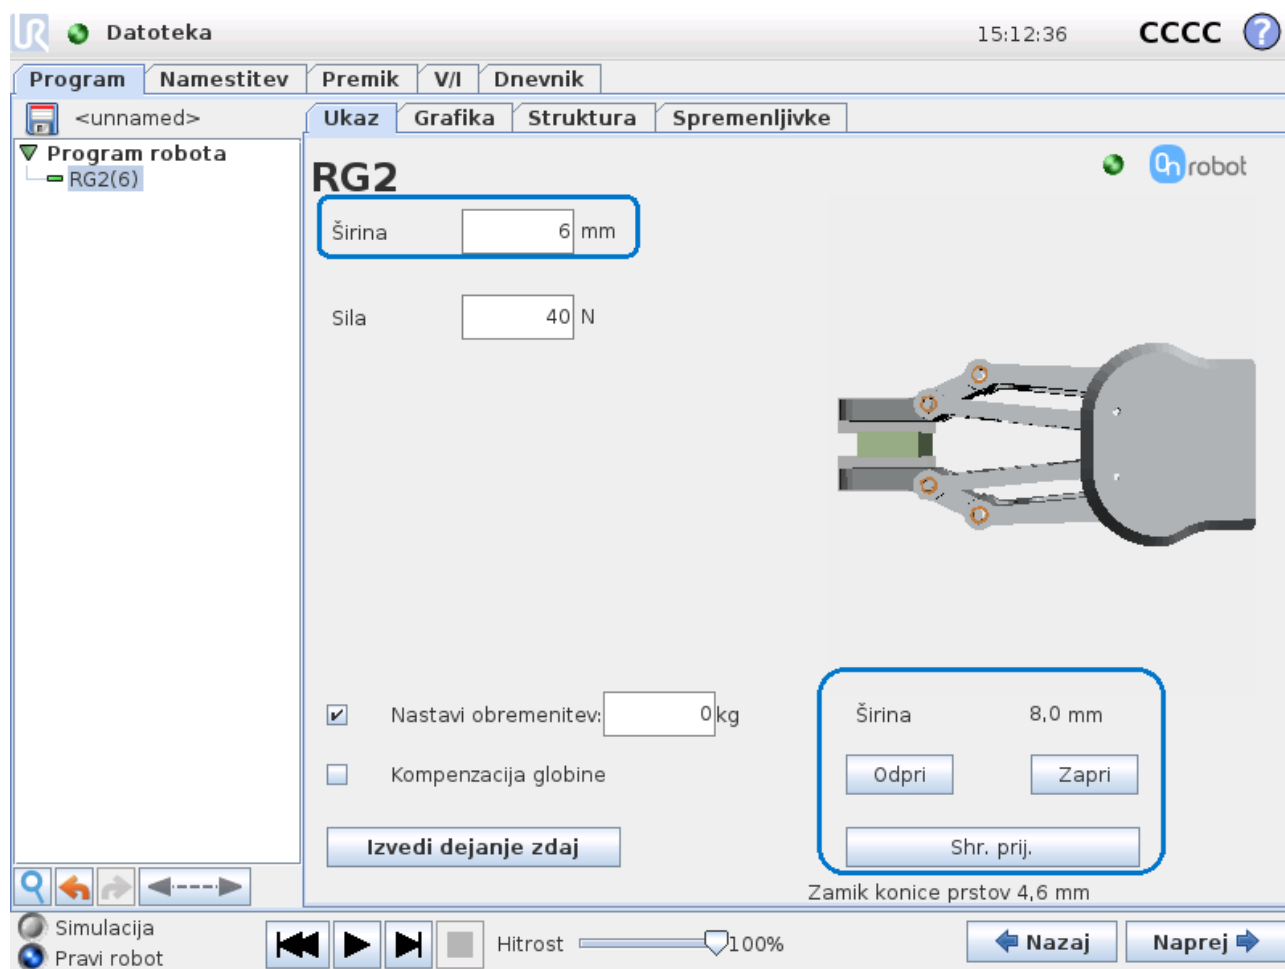 Datoteka 15:12:36 CCCC ?
Program Namestitev Premik V/I Dnevnik
<unnamed> Ukaz Grafika Struktura Spremenljivke
Program robota
RG2(6)
RG2
On robot
Širina 6 mm
Sila 40 N
Nastavi obremenitev: 0 kg
Širina 8,0 mm
Kompenzacija globine
Odpri Zapri
Izvedi dejanje zdaj
Shr. prij.
Zamik konice prstov 4,6 mm
Simulacija
Pravi robot
Hitrost 100%
Nazaj Naprej